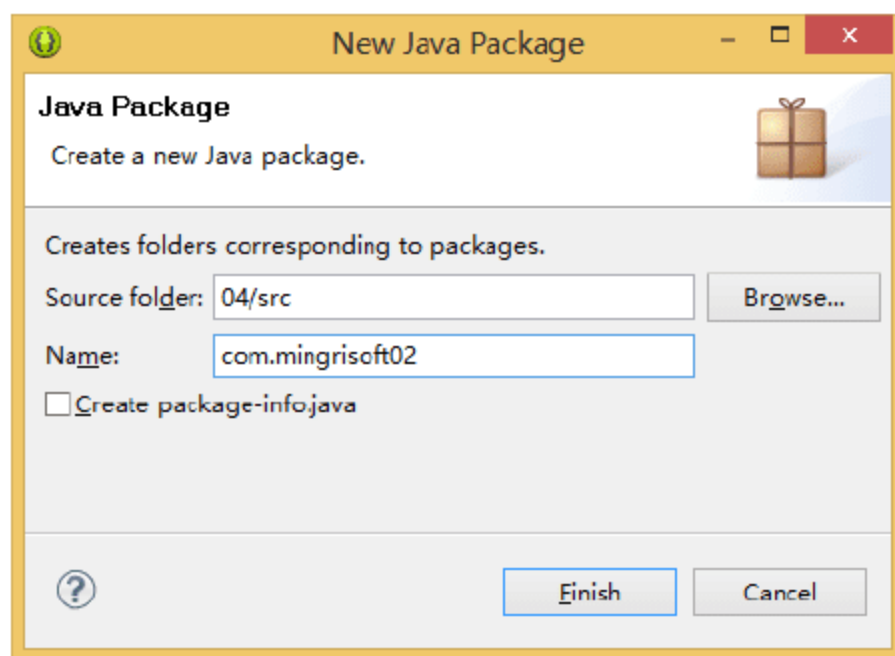 New Java Package
Java Package
Create a new Java package.
Creates folders corresponding to packages.
Source folder: 04/src Browse...
Name: com.mingrisoft02
Create package-info.java
? Finish Cancel